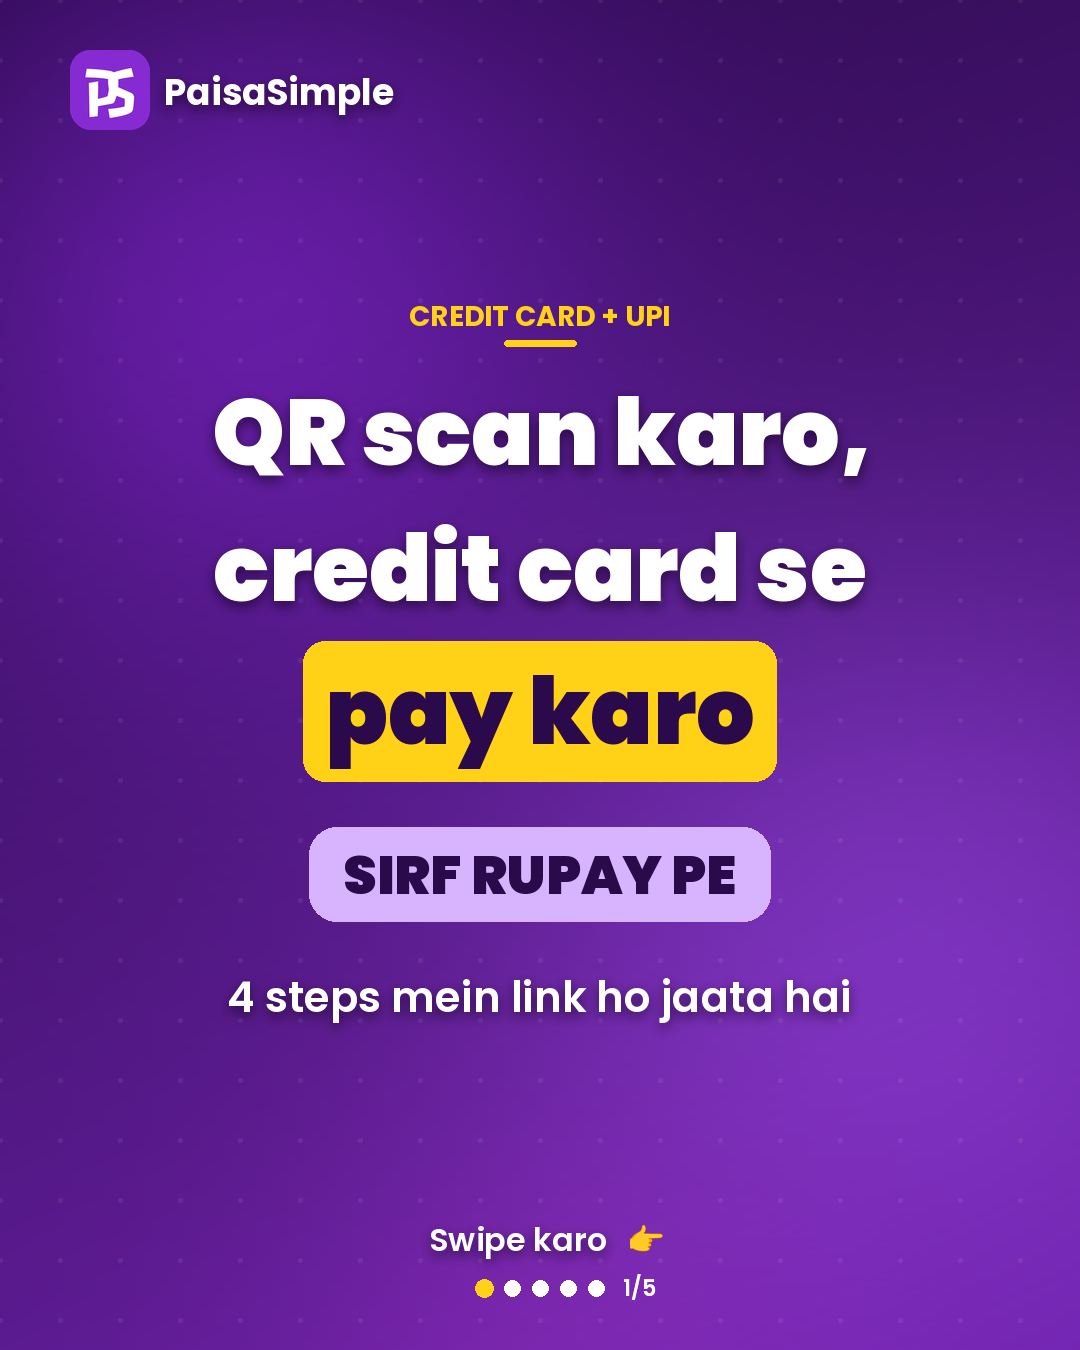 PaisaSimple
CREDIT CARD + UPI
QR scan karo,
credit card se
pay karo
SIRF RUPAY PE
4 steps mein link ho jaata hai
Swipe karo 👉
1/5